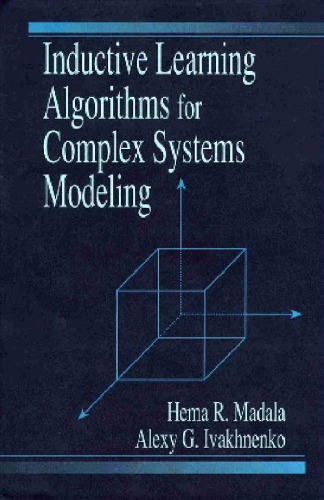 Inductive Learning
Algorithms for
Complex Systems
Modeling
Hema R. Madala
Alexy G. Ivakhnenko